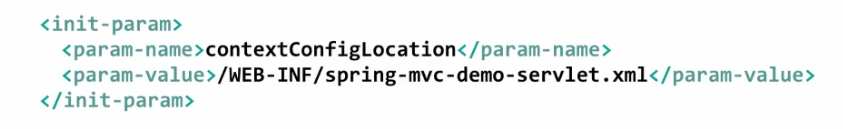 <init-param>
<param-name>contextConfigLocation</param-name>
<param-value>/WEB-INF/spring-mvc-demo-servlet.xml</param-value>
</init-param>